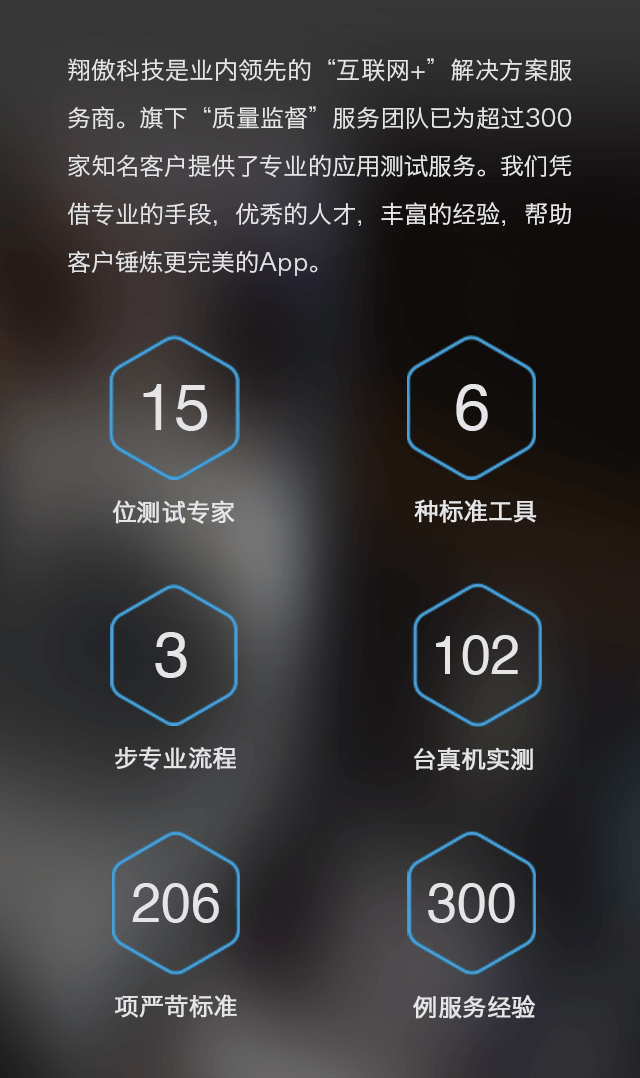 翔傲科技是业内领先的“互联网+”解决方案服
务商。旗下“质量监督”服务团队已为超过300
家知名客户提供了专业的应用测试服务。我们凭
借专业的手段，优秀的人才，丰富的经验，帮助
客户锤炼更完美的App。
15
6
位测试专家
种标准工具
3
102
步专业流程
台真机实测
206
300
项严苛标准
例服务经验